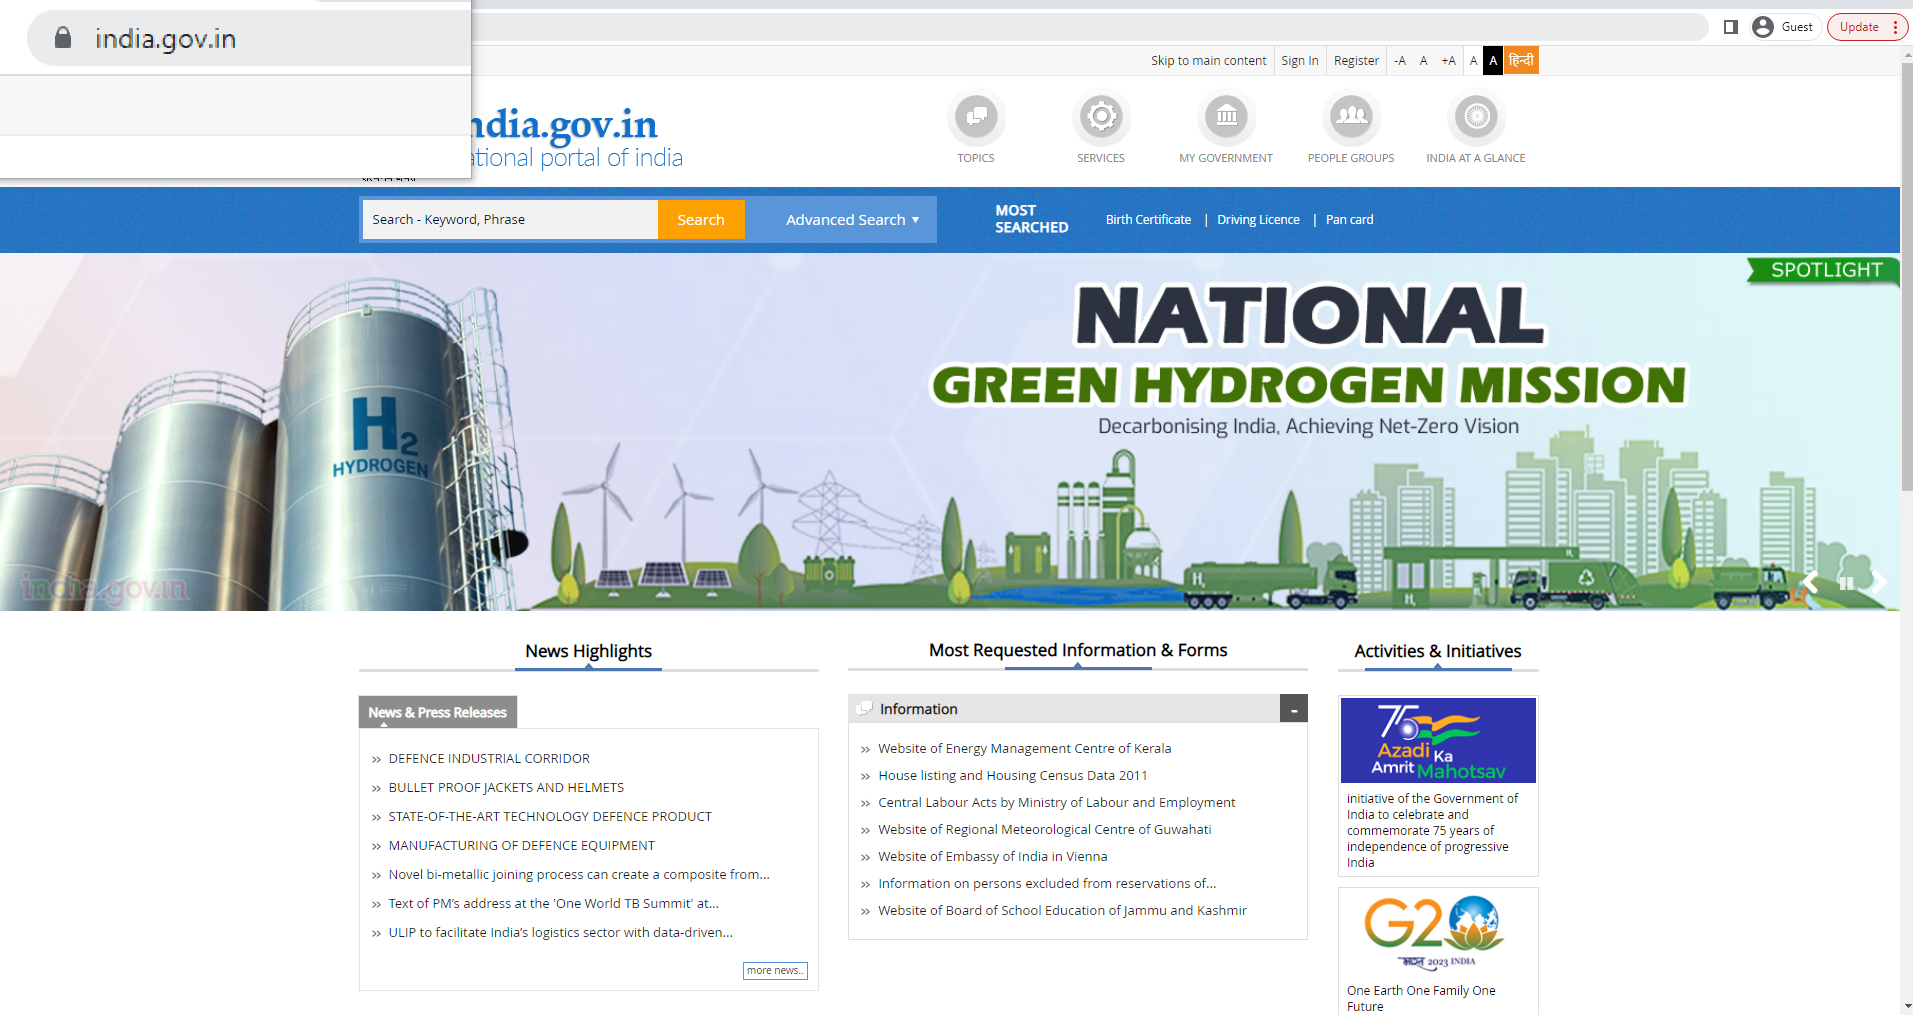 india.gov.in
Guest
Update
Skip to main content
Sign In
Register
-A
A
+A
A
A
हिन्दी
ndia.gov.in
ational portal of india
TOPICS
SERVICES
MY GOVERNMENT
PEOPLE GROUPS
INDIA AT A GLANCE
Search - Keyword, Phrase
Search
Advanced Search
MOST
SEARCHED
Birth Certificate | Driving Licence | Pan card
SPOTLIGHT
NATIONAL
GREEN HYDROGEN MISSION
Decarbonising India, Achieving Net-Zero Vision
H2
HYDROGEN
H2
H2
india.gov.in
News Highlights
News & Press Releases
DEFENCE INDUSTRIAL CORRIDOR
BULLET PROOF JACKETS AND HELMETS
STATE-OF-THE-ART TECHNOLOGY DEFENCE PRODUCT
MANUFACTURING OF DEFENCE EQUIPMENT
Novel bi-metallic joining process can create a composite from...
Text of PM's address at the 'One World TB Summit' at...
ULIP to facilitate India's logistics sector with data-driven...
more news..
Most Requested Information & Forms
Information
-
Website of Energy Management Centre of Kerala
House listing and Housing Census Data 2011
Central Labour Acts by Ministry of Labour and Employment
Website of Regional Meteorological Centre of Guwahati
Website of Embassy of India in Vienna
Information on persons excluded from reservations of...
Website of Board of School Education of Jammu and Kashmir
Activities & Initiatives
75
Azadi Ka
Amrit Mahotsav
initiative of the Government of
India to celebrate and
commemorate 75 years of
independence of progressive
India
G20
भारत 2023 INDIA
One Earth One Family One
Future